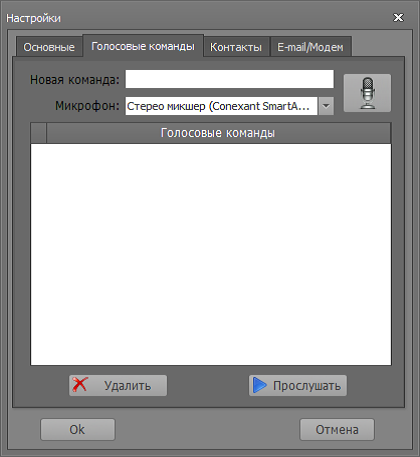 Настройки
Основные Голосовые команды Контакты E-mail/Модем
Новая команда:
Микрофон: Стерео микшер (Conexant SmartA...
Голосовые команды
Удалить Прослушать
Ok Отмена